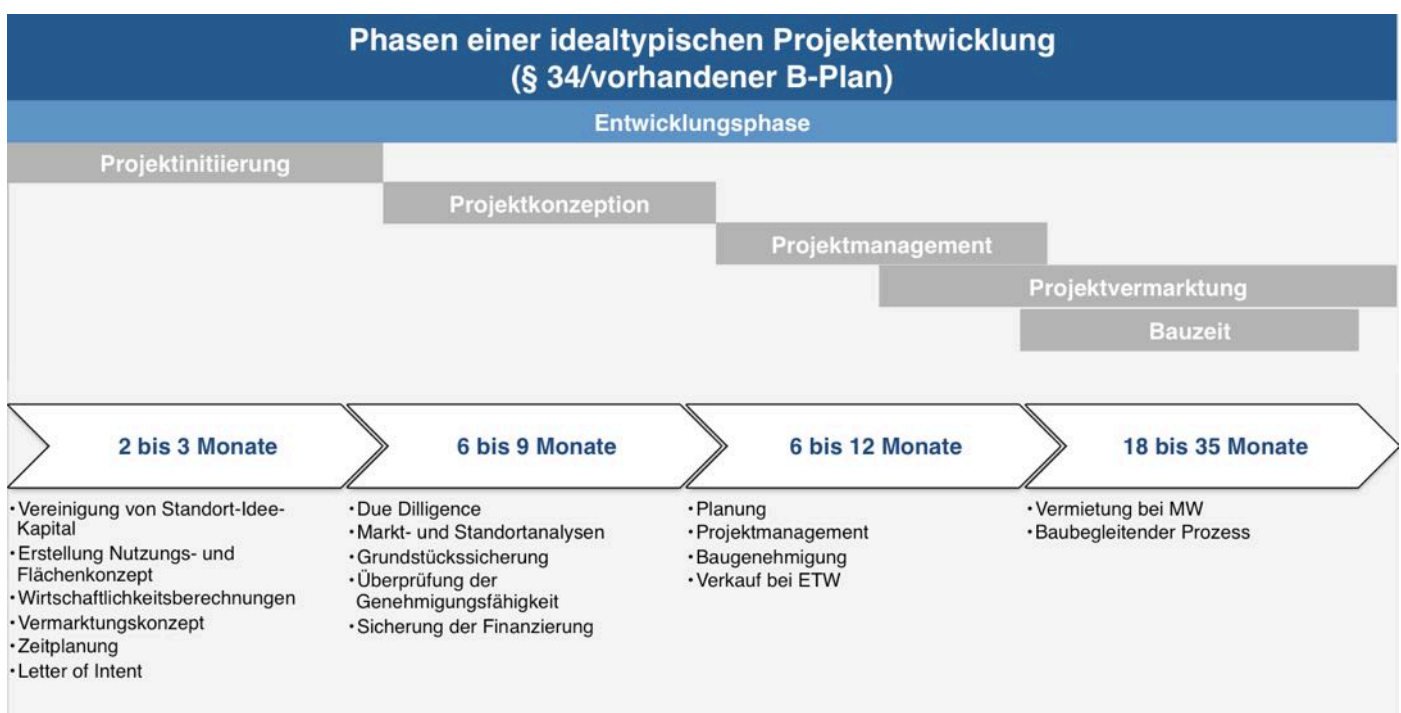 Phasen einer idealtypischen Projektentwicklung
(§ 34/vorhandener B-Plan)
Entwicklungsphase
Projektinitiierung
Projektkonzeption
Projektmanagement
Projektvermarktung
Bauzeit
2 bis 3 Monate
6 bis 9 Monate
6 bis 12 Monate
18 bis 35 Monate
·Vereinigung von Standort-Idee-
Kapital
·Erstellung Nutzungs- und
Flächenkonzept
·Wirtschaftlichkeitsberechnungen
·Vermarktungskonzept
·Zeitplanung
·Letter of Intent
·Due Dilligence
·Markt- und Standortanalysen
·Grundstückssicherung
·Überprüfung der
Genehmigungsfähigkeit
·Sicherung der Finanzierung
·Planung
·Projektmanagement
·Baugenehmigung
·Verkauf bei ETW
·Vermietung bei MW
·Baubegleitender Prozess